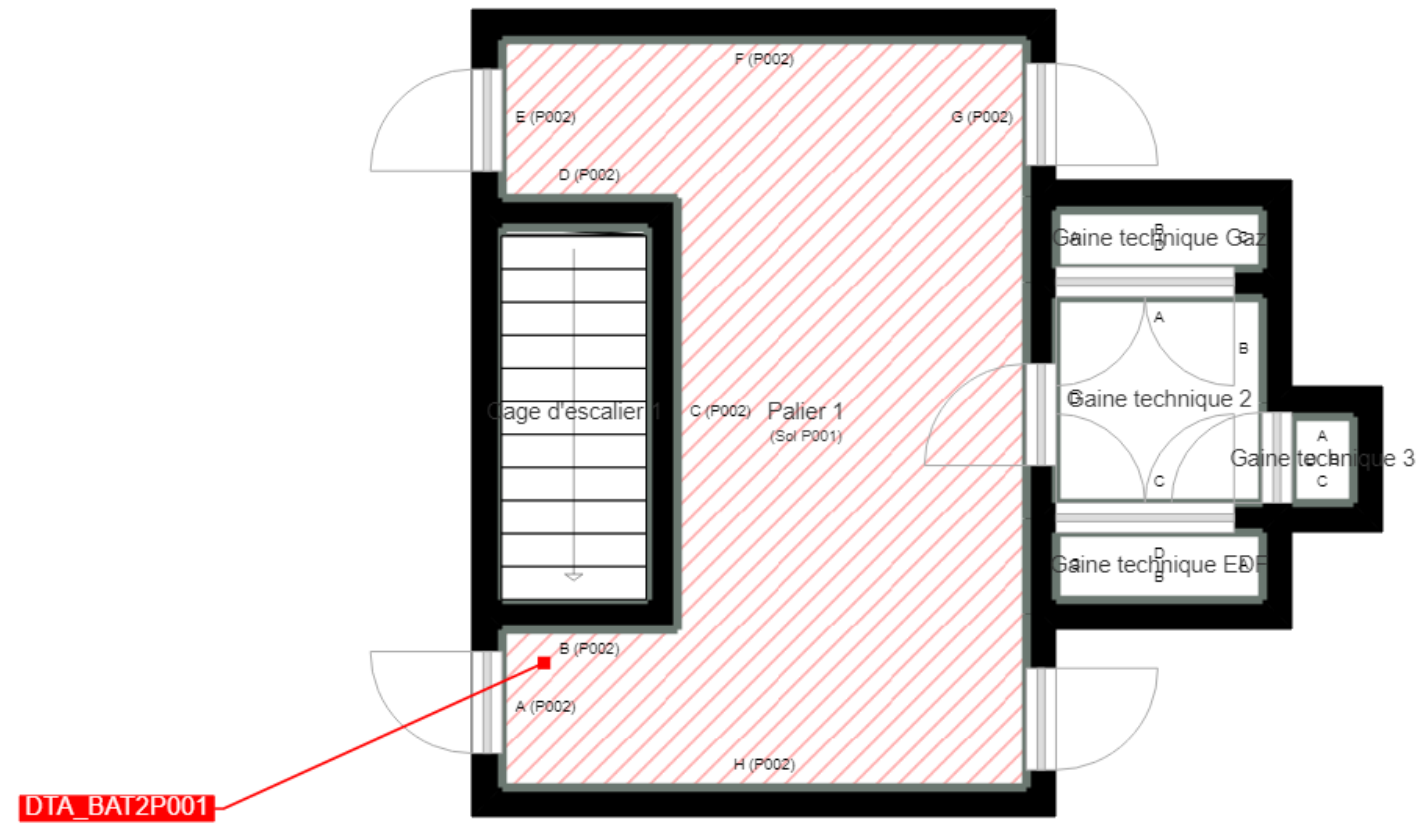 F (P002)
E (P002)
G (P002)
D (P002)
Gaine technique Gaz
A
B
D
C
A
B
Gaine technique 2
C
Cage d'escalier 1
C (P002)
Palier 1
(Sol P001)
A
Gaine technique 3
C
Gaine technique EDF
D
B
A
B (P002)
A (P002)
H (P002)
DTA_BAT2P001